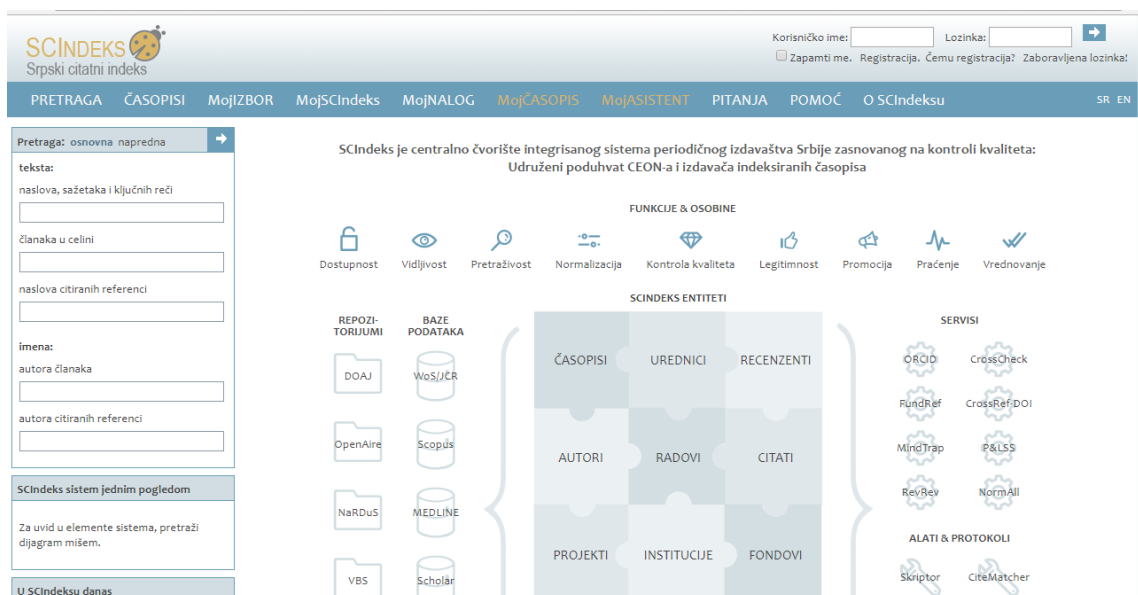 SCINDEKS
Srpski citatni indeks
Korisničko ime:
Lozinka:
Zapamti me. Registracija. Čemu registracija? Zaboravljena lozinka!
PRETRAGA ČASOPISI MojIZBOR MojSCIndeks MojNALOG MojČASOPIS MojASISTENT PITANJA POMOĆ O SCIndeksu SR EN
Pretraga: osnovna napredna
teksta:
naslova, sažetaka i ključnih reči
članaka u celini
naslova citiranih referenci
imena:
autora članaka
autora citiranih referenci
SCIndeks sistem jednim pogledom
Za uvid u elemente sistema, pretraži
dijagram mišem.
U SCIndeksu danas
SCIndeks je centralno čvorište integrisanog sistema periodičnog izdavaštva Srbije zasnovanog na kontroli kvaliteta:
Udruženi poduhvat CEON-a i izdavača indeksiranih časopisa
FUNKCIJE & OSOBINE
Dostupnost Vidljivost Pretraživost Normalizacija Kontrola kvaliteta Legitimnost Promocija Praćenje Vrednovanje
SCINDEKS ENTITETI
REPOZI-
TORIJUMI
DOAJ
OpenAire
NaRDuS
VBS
BAZE
PODATAKA
WoS/JCR
Scopus
MEDLINE
Scholar
ČASOPISI UREDNICI RECENZENTI
AUTORI RADOVI CITATI
PROJEKTI INSTITUCIJE FONDOVI
SERVISI
ORCID CrossCheck
FundRef CrossRef-DOI
MindTrap P&LSS
RevRev NormAll
ALATI & PROTOKOLI
Skriptor CiteMatcher